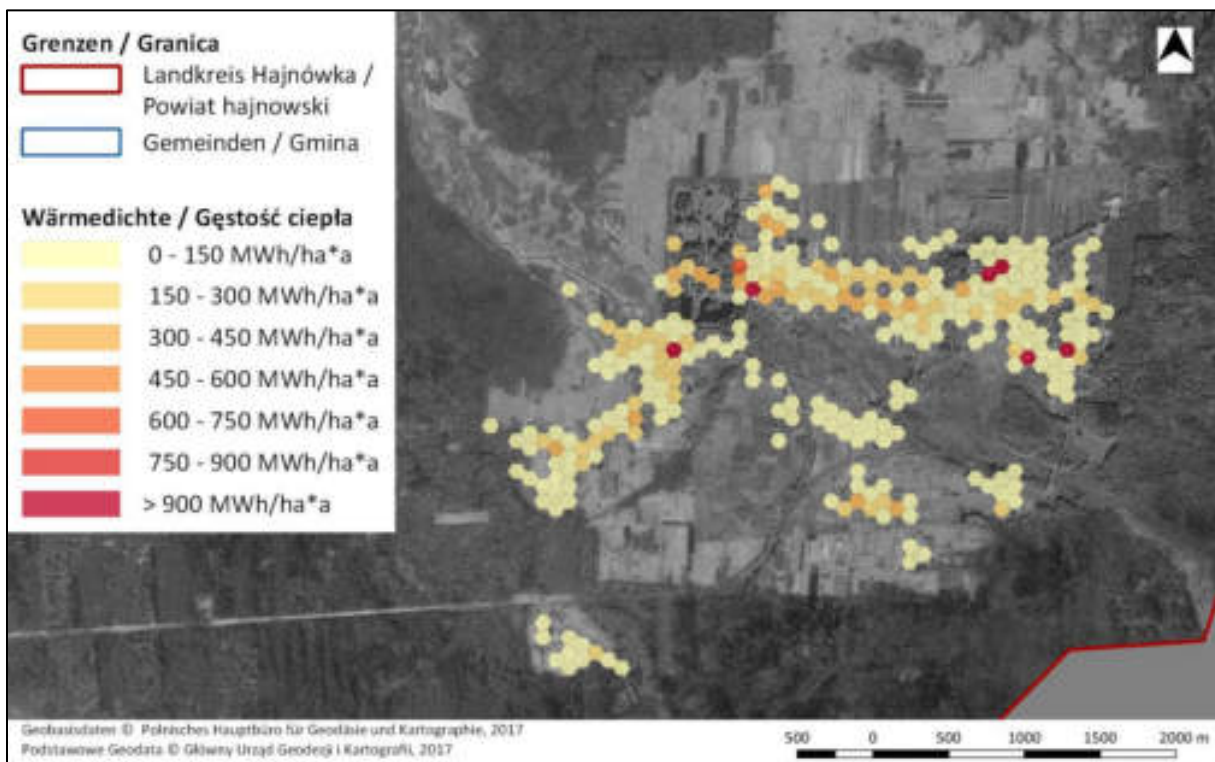 Grenzen / Granica
Landkreis Hajnówka /
Powiat hajnowski
Gemeinden / Gmina
Wärmedichte / Gęstość ciepła
0 - 150 MWh/ha*a
150 - 300 MWh/ha*a
300 - 450 MWh/ha*a
450 - 600 MWh/ha*a
600 - 750 MWh/ha*a
750 - 900 MWh/ha*a
> 900 MWh/ha*a
Geobasisdaten © Polnisches Hauptbüro für Geodäsie und Kartographie, 2017
Podstawowe Geodata © Główny Urząd Geodezji i Kartografii, 2017
500 0 500 1000 1500 2000 m